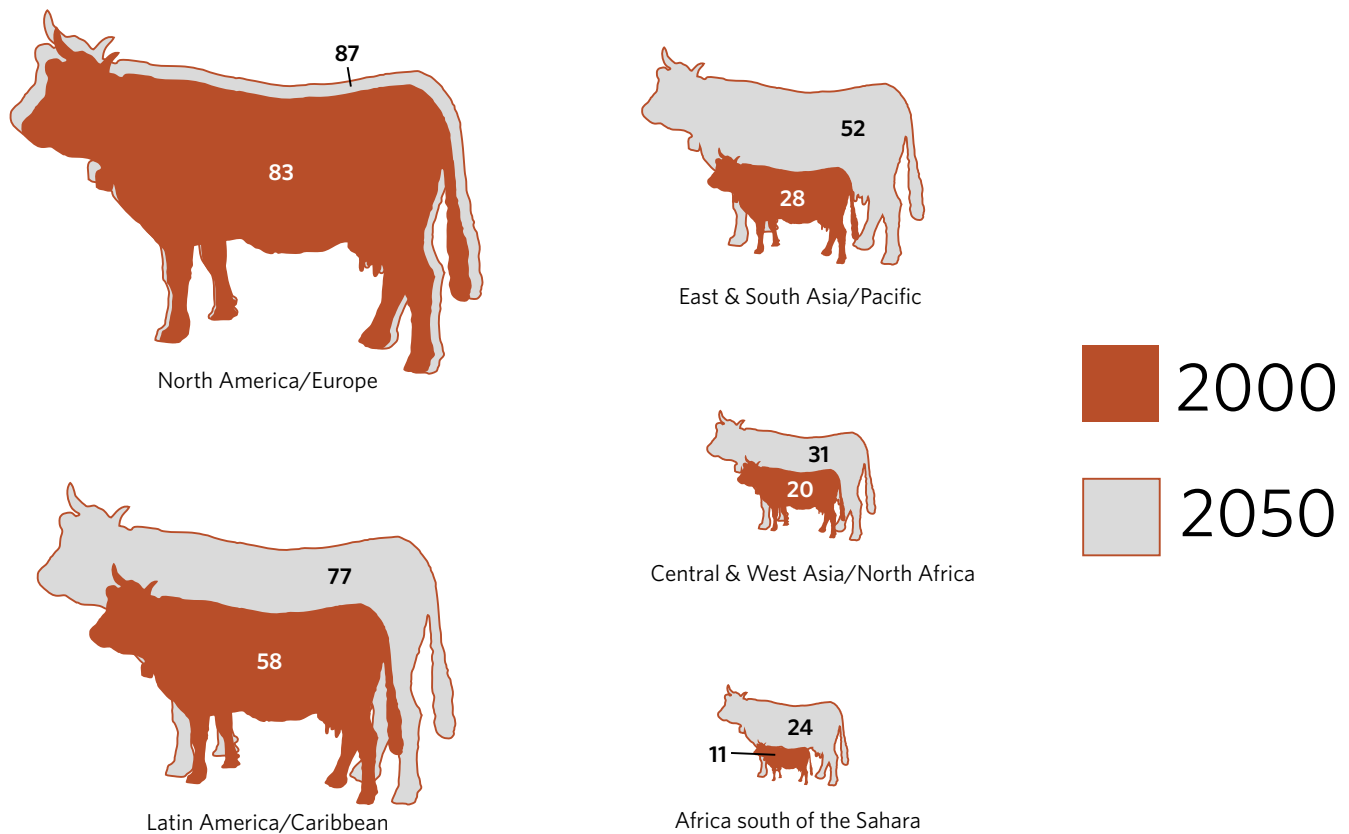 87
83
North America/Europe
52
28
East & South Asia/Pacific
2000
2050
31
20
Central & West Asia/North Africa
77
58
Latin America/Caribbean
24
11
Africa south of the Sahara